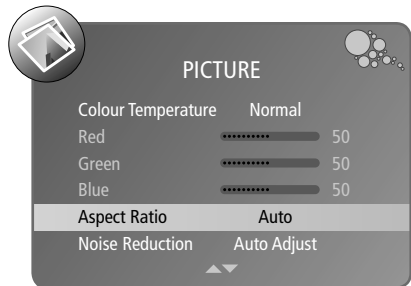 PICTURE
Colour Temperature Normal
Red 50
Green 50
Blue 50
Aspect Ratio Auto
Noise Reduction Auto Adjust